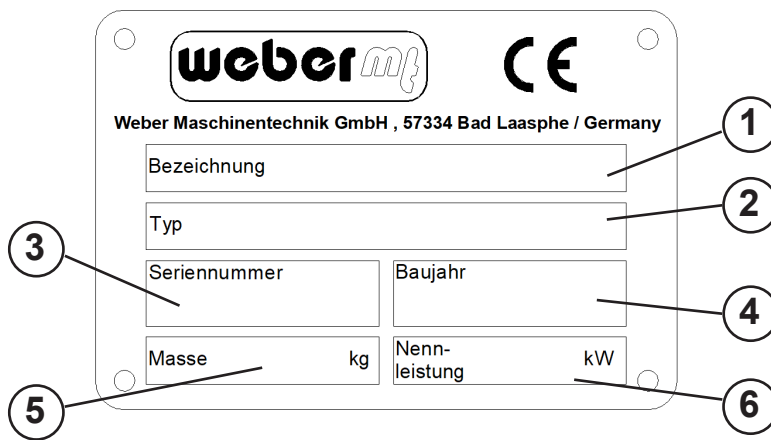 weber mt CE
Weber Maschinentechnik GmbH , 57334 Bad Laasphe / Germany
1
Bezeichnung
2
Typ
3
Seriennummer
Baujahr
4
Masse kg
Nenn-
leistung kW
5
6